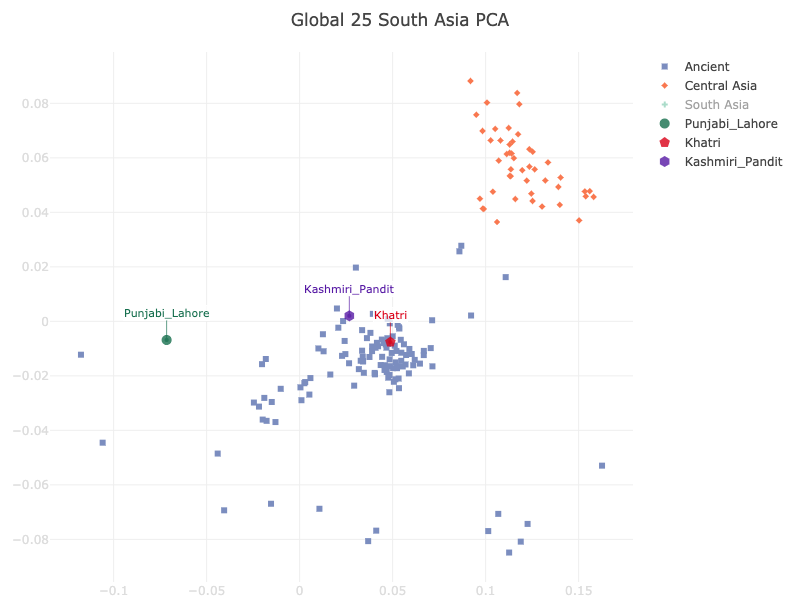 Global 25 South Asia PCA
Ancient
Central Asia
South Asia
Punjabi_Lahore
Khatri
Kashmiri_Pandit
0.08
0.06
0.04
0.02
0
−0.02
−0.04
−0.06
−0.08
Kashmiri_Pandit
Punjabi_Lahore
Khatri
−0.1
−0.05
0
0.05
0.1
0.15